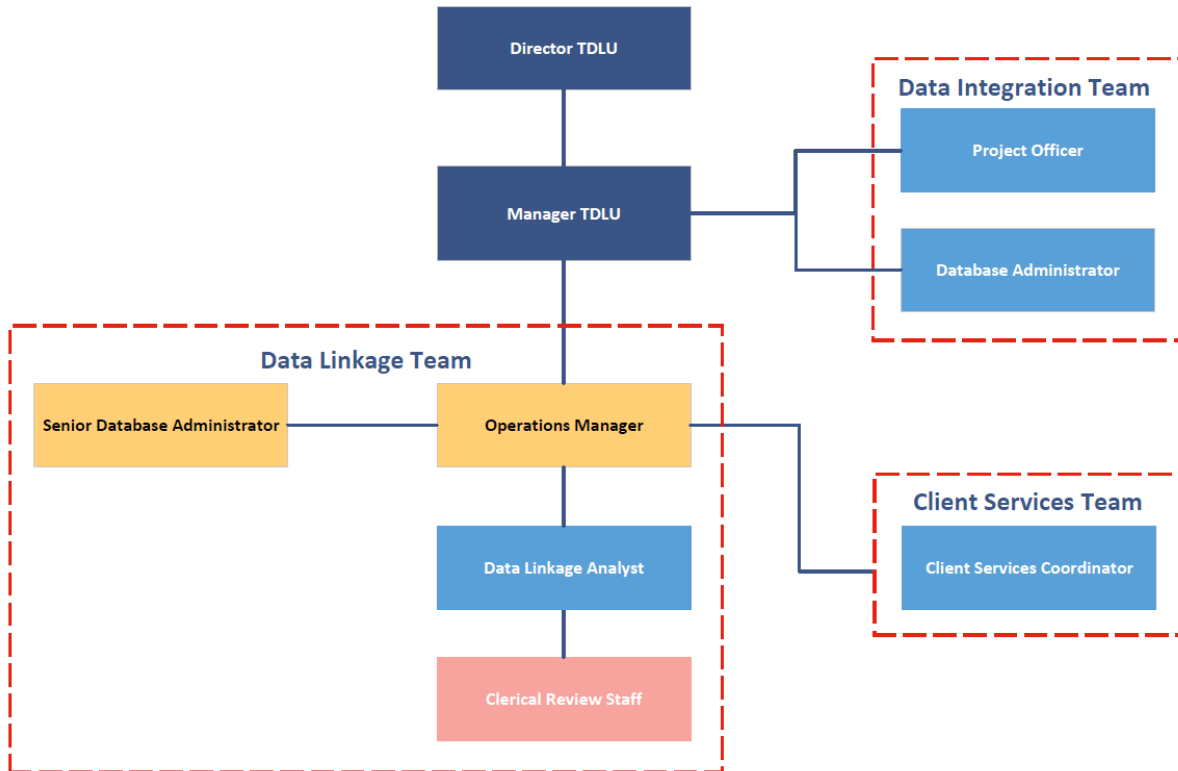 Director TDLU
Data Integration Team
Project Officer
Manager TDLU
Database Administrator
Data Linkage Team
Senior Database Administrator
Operations Manager
Client Services Team
Data Linkage Analyst
Client Services Coordinator
Clerical Review Staff